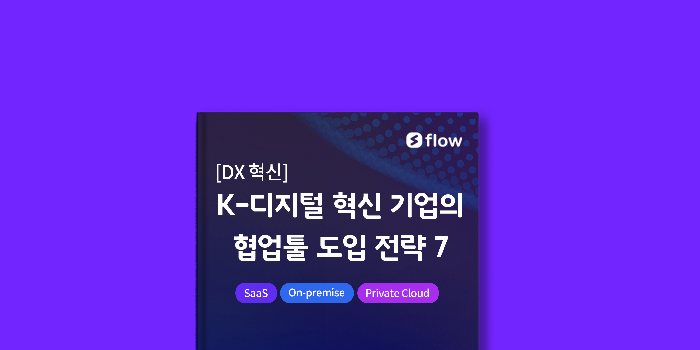 flow
[DX 혁신]
K-디지털 혁신 기업의
협업툴 도입 전략 7
SaaS On-premise Private Cloud